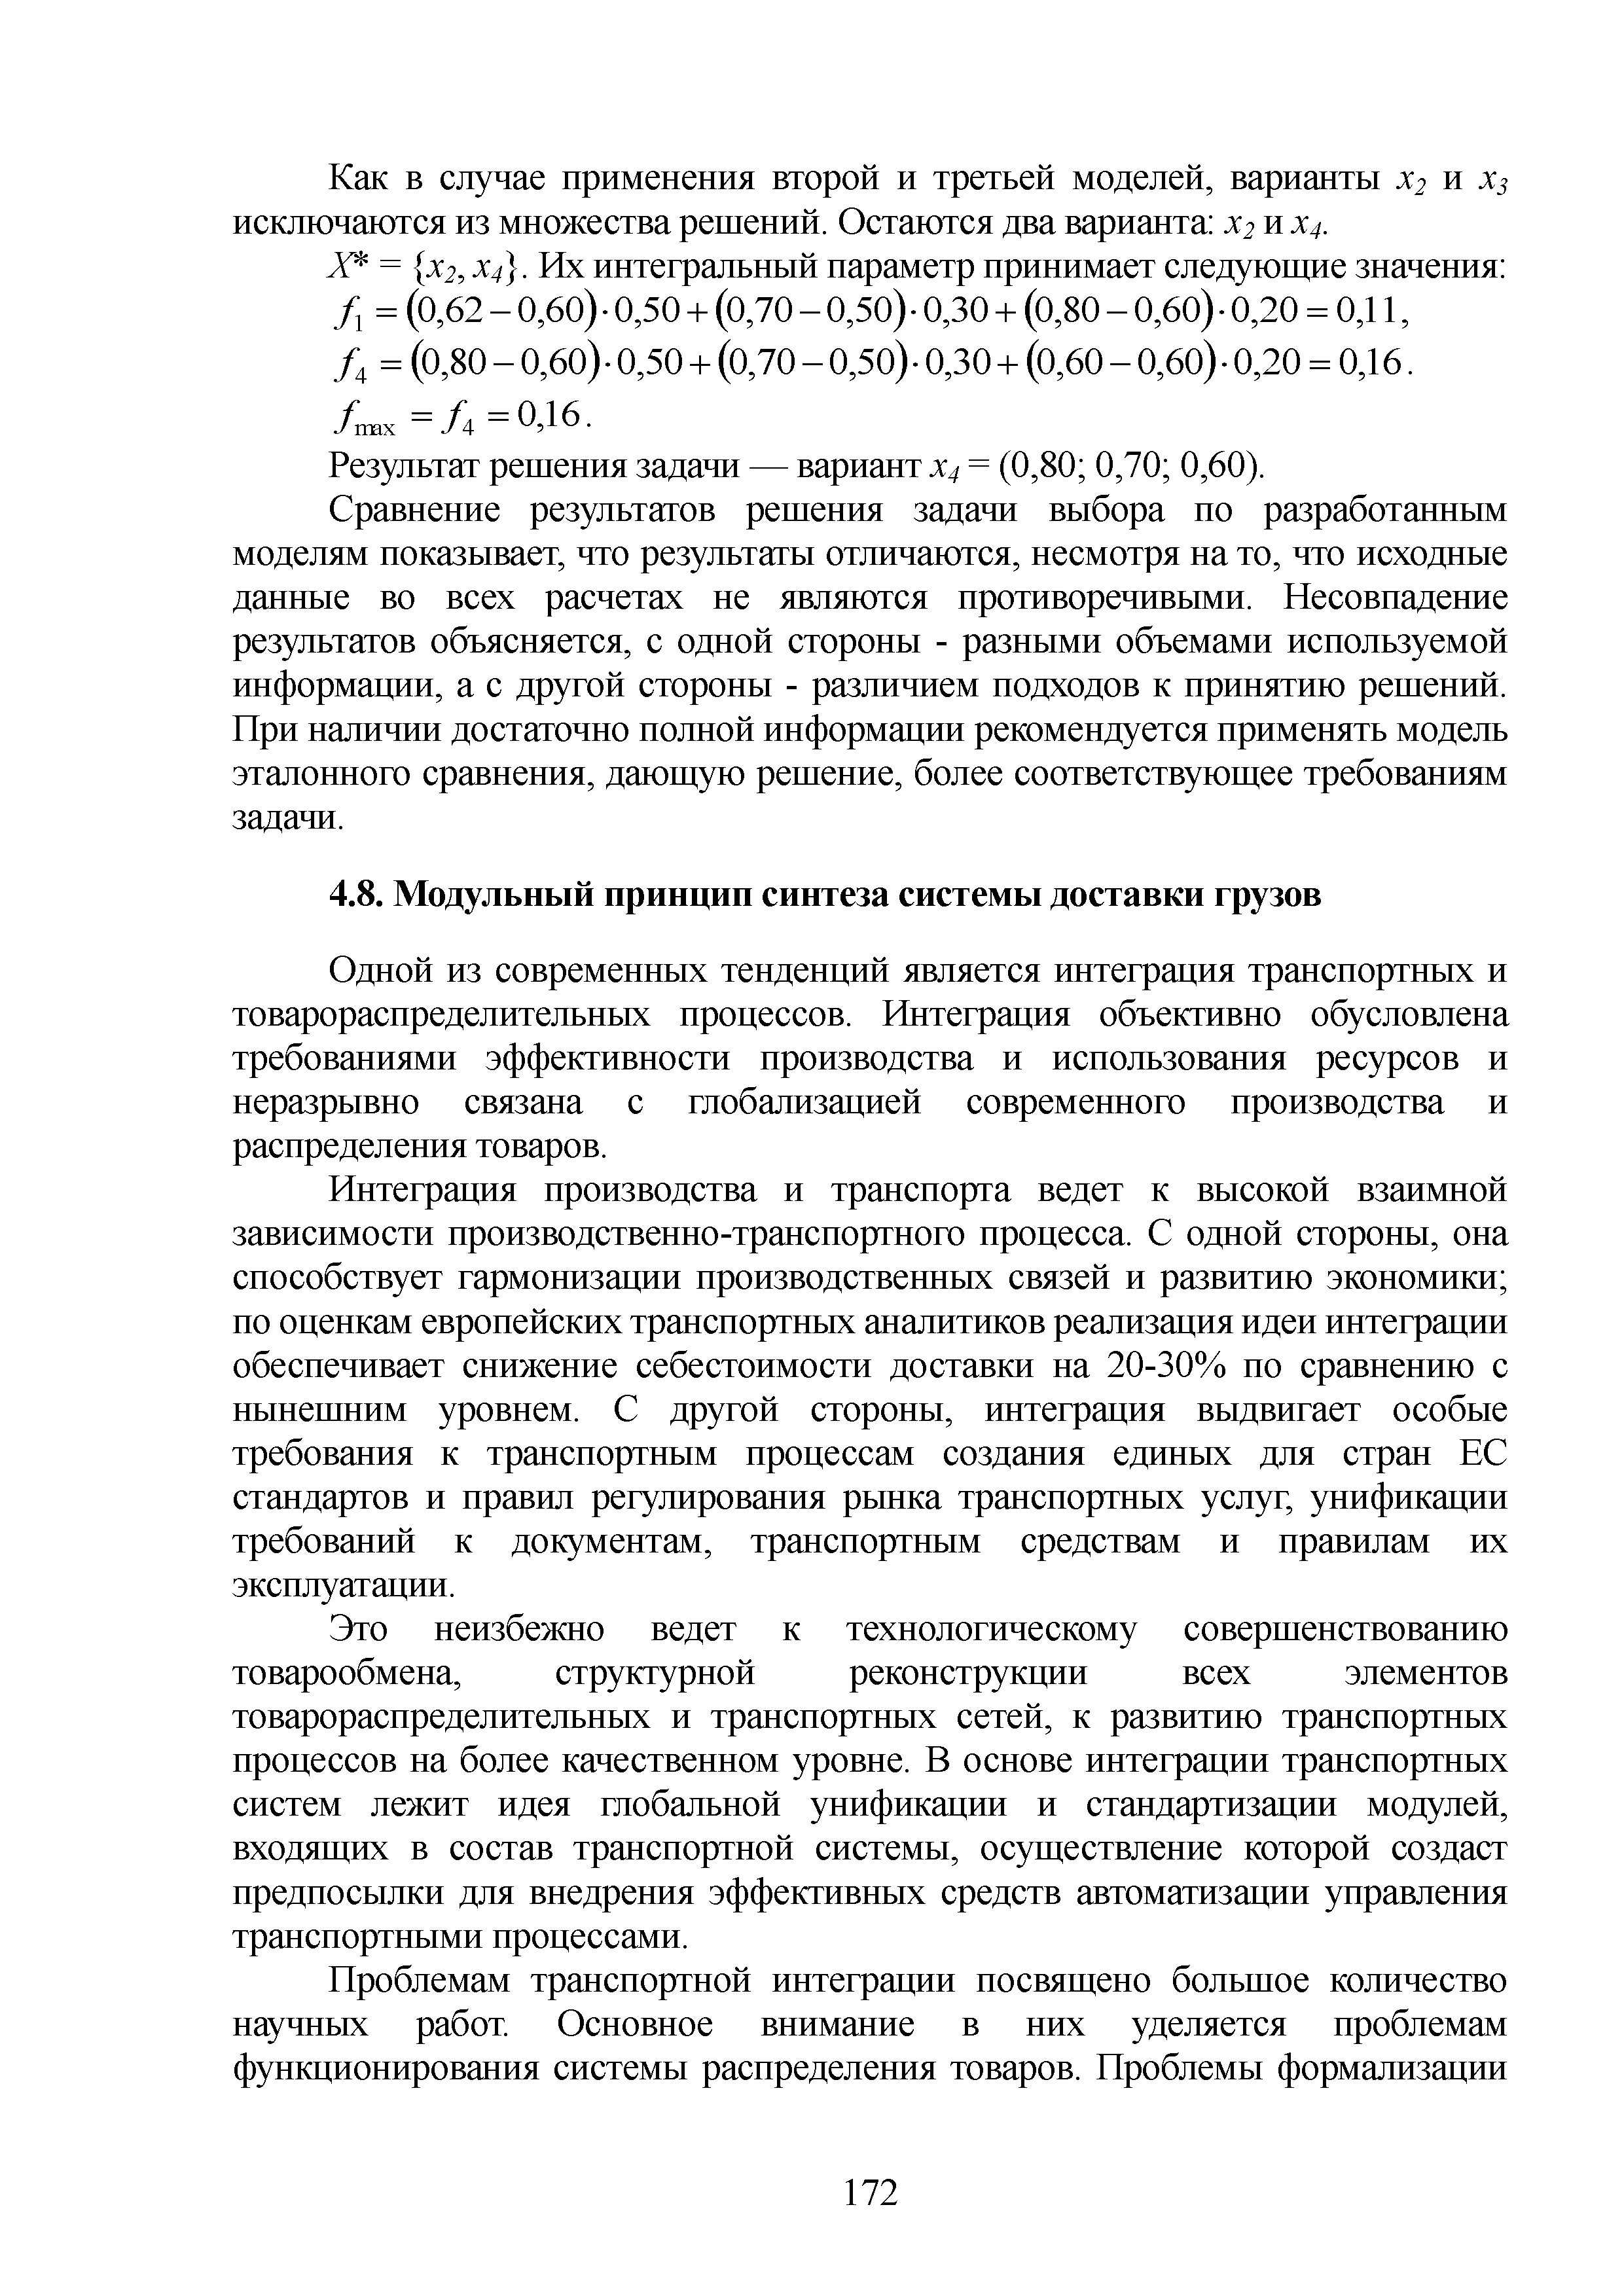 Как в случае применения второй и третьей моделей, варианты x₂ и x₃
исключаются из множества решений. Остаются два варианта: x₂ и x₄.
X* = {x₂, x₄}. Их интегральный параметр принимает следующие значения:
f₁ = (0,62 – 0,60) · 0,50 + (0,70 – 0,50) · 0,30 + (0,80 – 0,60) · 0,20 = 0,11,
f₄ = (0,80 – 0,60) · 0,50 + (0,70 – 0,50) · 0,30 + (0,60 – 0,60) · 0,20 = 0,16.
f_max = f₄ = 0,16.
Результат решения задачи — вариант x₄ = (0,80; 0,70; 0,60).
Сравнение результатов решения задачи выбора по разработанным
моделям показывает, что результаты отличаются, несмотря на то, что исходные
данные во всех расчетах не являются противоречивыми. Несовпадение
результатов объясняется, с одной стороны - разными объемами используемой
информации, а с другой стороны - различием подходов к принятию решений.
При наличии достаточно полной информации рекомендуется применять модель
эталонного сравнения, дающую решение, более соответствующее требованиям
задачи.
4.8. Модульный принцип синтеза системы доставки грузов
Одной из современных тенденций является интеграция транспортных и
товарораспределительных процессов. Интеграция объективно обусловлена
требованиями эффективности производства и использования ресурсов и
неразрывно связана с глобализацией современного производства и
распределения товаров.
Интеграция производства и транспорта ведет к высокой взаимной
зависимости производственно-транспортного процесса. С одной стороны, она
способствует гармонизации производственных связей и развитию экономики;
по оценкам европейских транспортных аналитиков реализация идеи интеграции
обеспечивает снижение себестоимости доставки на 20-30% по сравнению с
нынешним уровнем. С другой стороны, интеграция выдвигает особые
требования к транспортным процессам создания единых для стран ЕС
стандартов и правил регулирования рынка транспортных услуг, унификации
требований к документам, транспортным средствам и правилам их
эксплуатации.
Это неизбежно ведет к технологическому совершенствованию
товарообмена, структурной реконструкции всех элементов
товарораспределительных и транспортных сетей, к развитию транспортных
процессов на более качественном уровне. В основе интеграции транспортных
систем лежит идея глобальной унификации и стандартизации модулей,
входящих в состав транспортной системы, осуществление которой создаст
предпосылки для внедрения эффективных средств автоматизации управления
транспортными процессами.
Проблемам транспортной интеграции посвящено большое количество
научных работ. Основное внимание в них уделяется проблемам
функционирования системы распределения товаров. Проблемы формализации
172